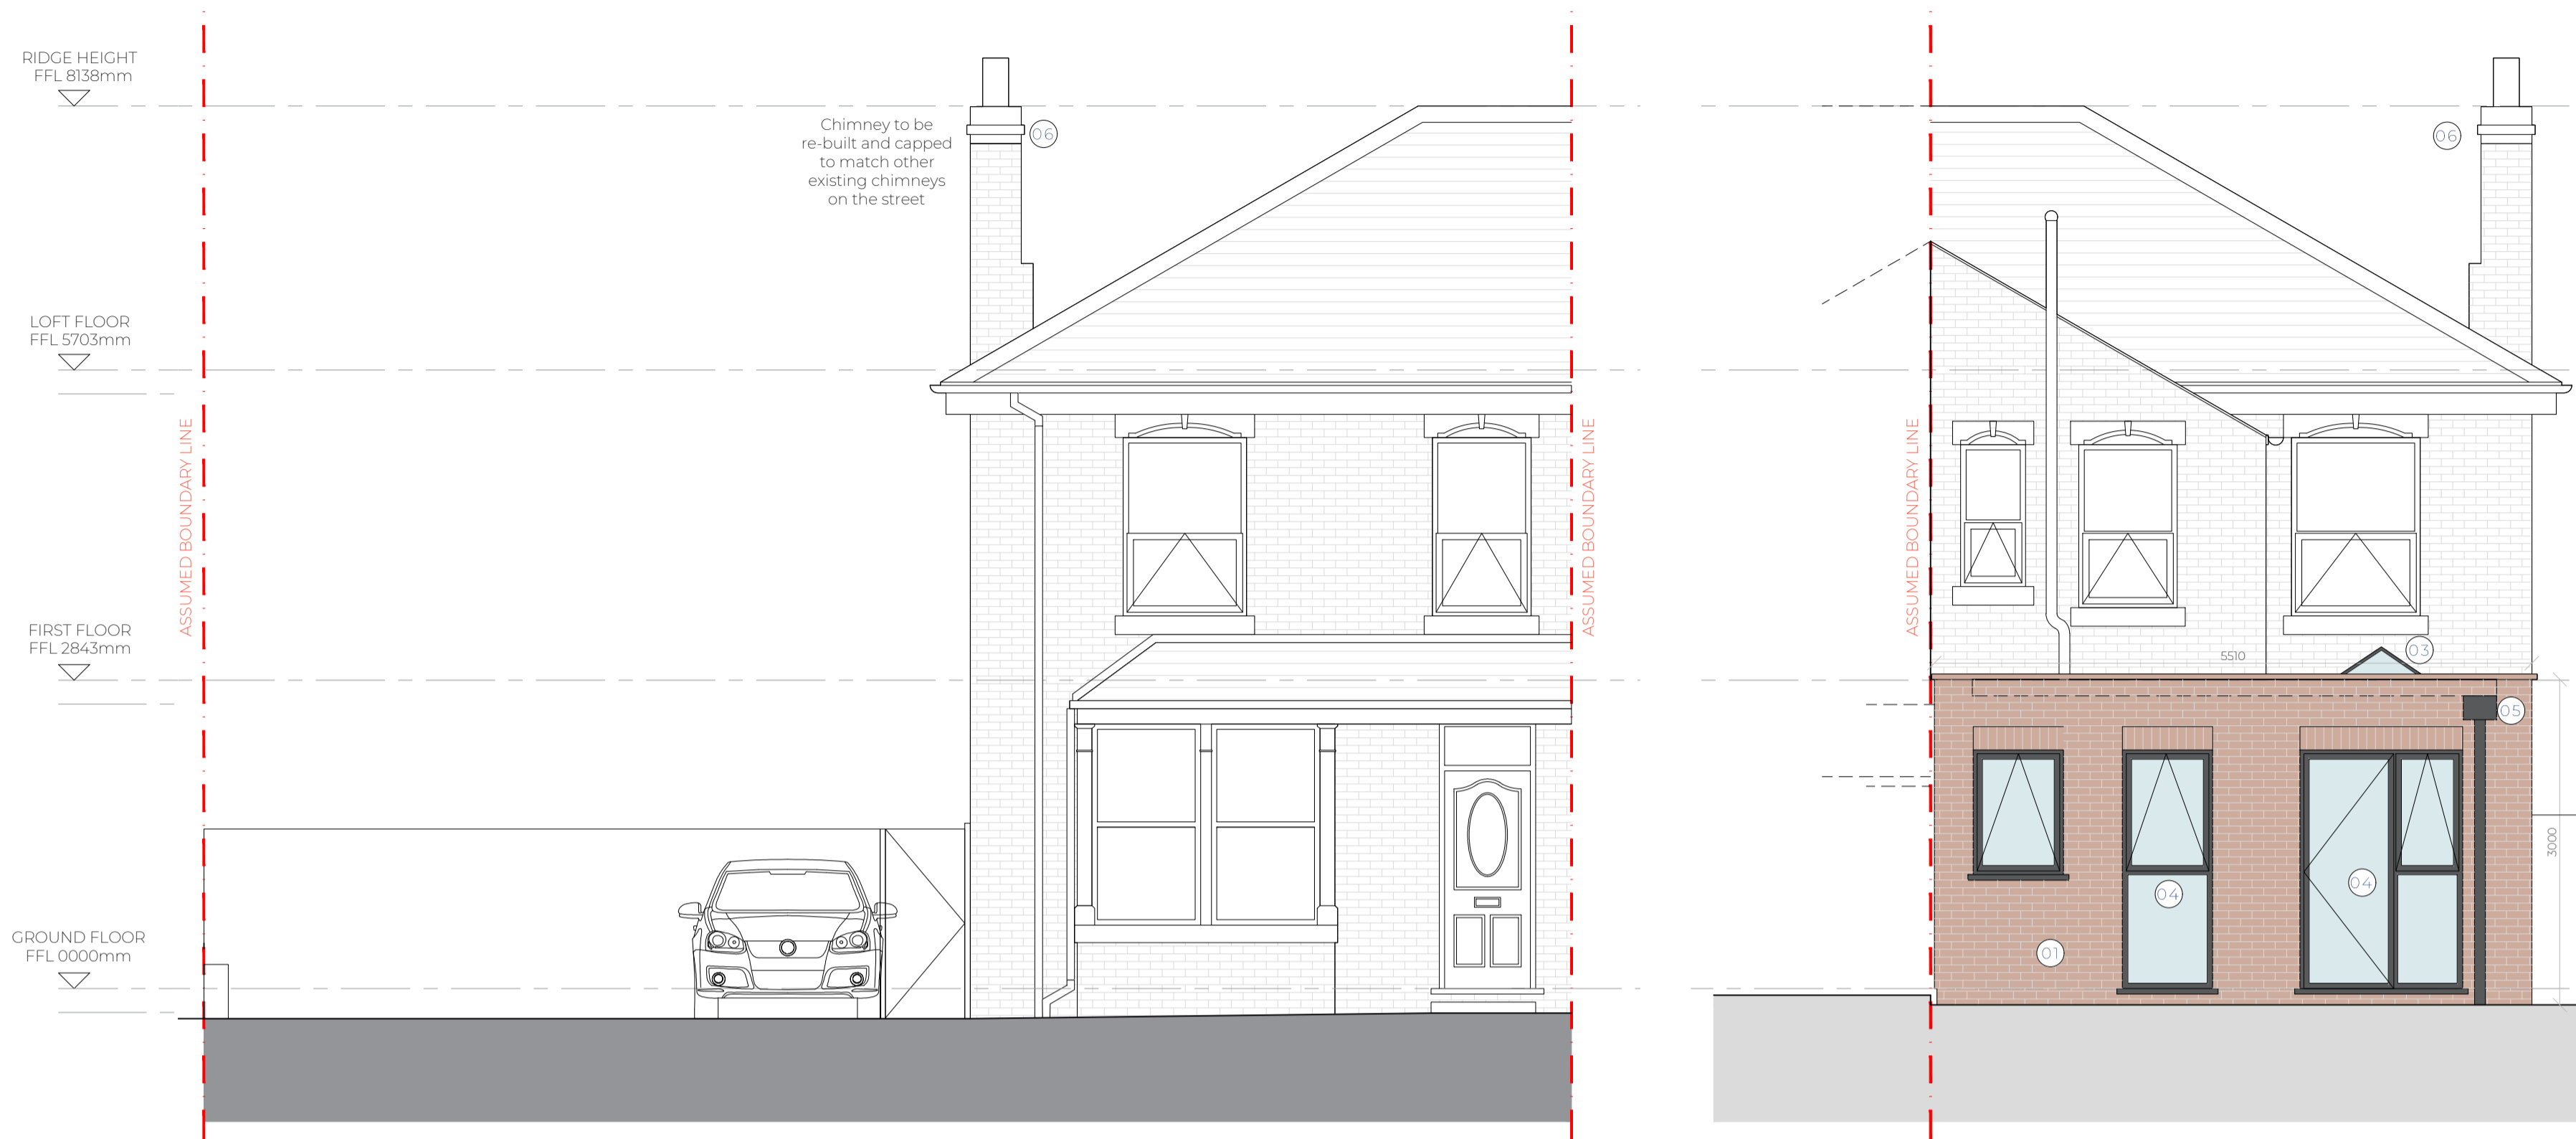 RIDGE HEIGHT
FFL 8138mm
Chimney to be
re-built and capped
to match other
existing chimneys
on the street
06
06
LOFT FLOOR
FFL 5703mm
ASSUMED BOUNDARY LINE
ASSUMED BOUNDARY LINE
ASSUMED BOUNDARY LINE
FIRST FLOOR
FFL 2843mm
5510
03
05
3000
04
04
01
GROUND FLOOR
FFL 0000mm